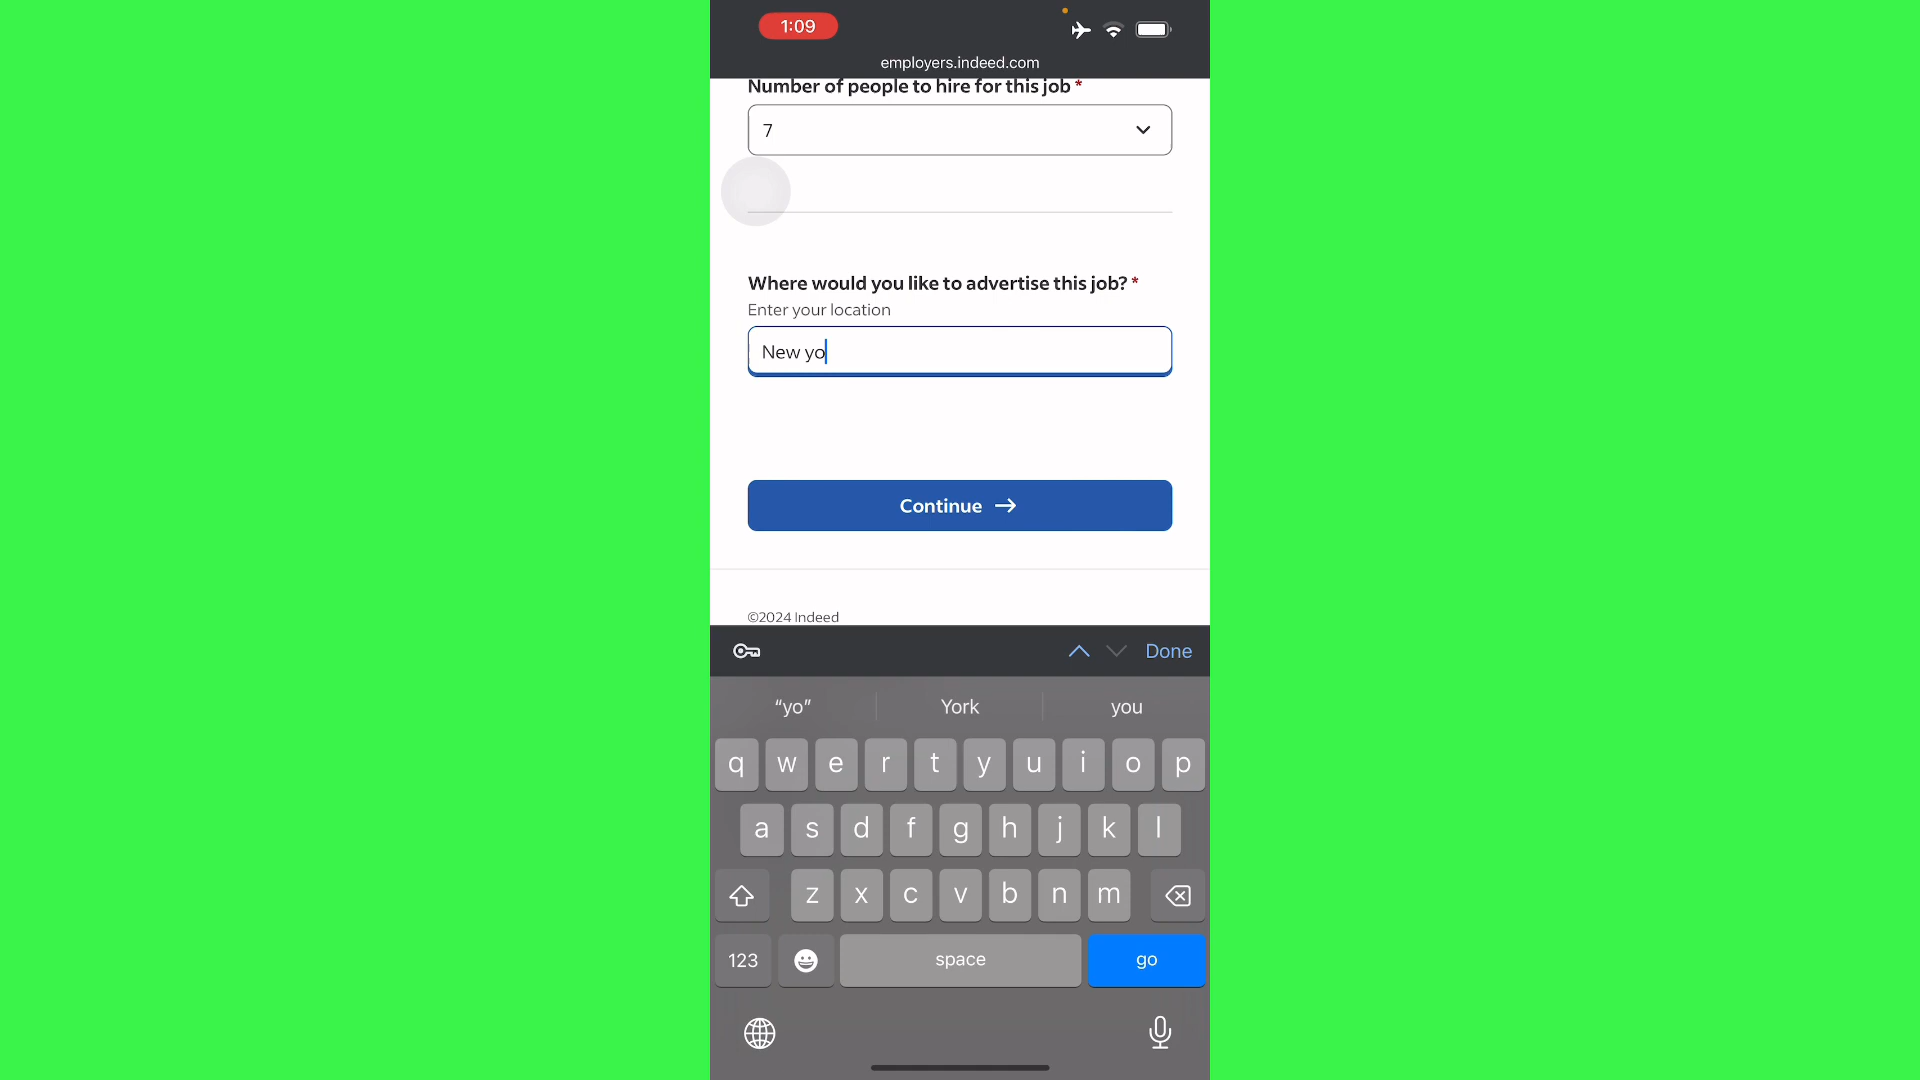 1:09
employers.indeed.com
Number of people to hire for this job *
7
Where would you like to advertise this job? *
Enter your location
New yo
Continue →
©2024 Indeed
Done
“yo” York you
q w e r t y u i o p
a s d f g h j k l
z x c v b n m
123 space go